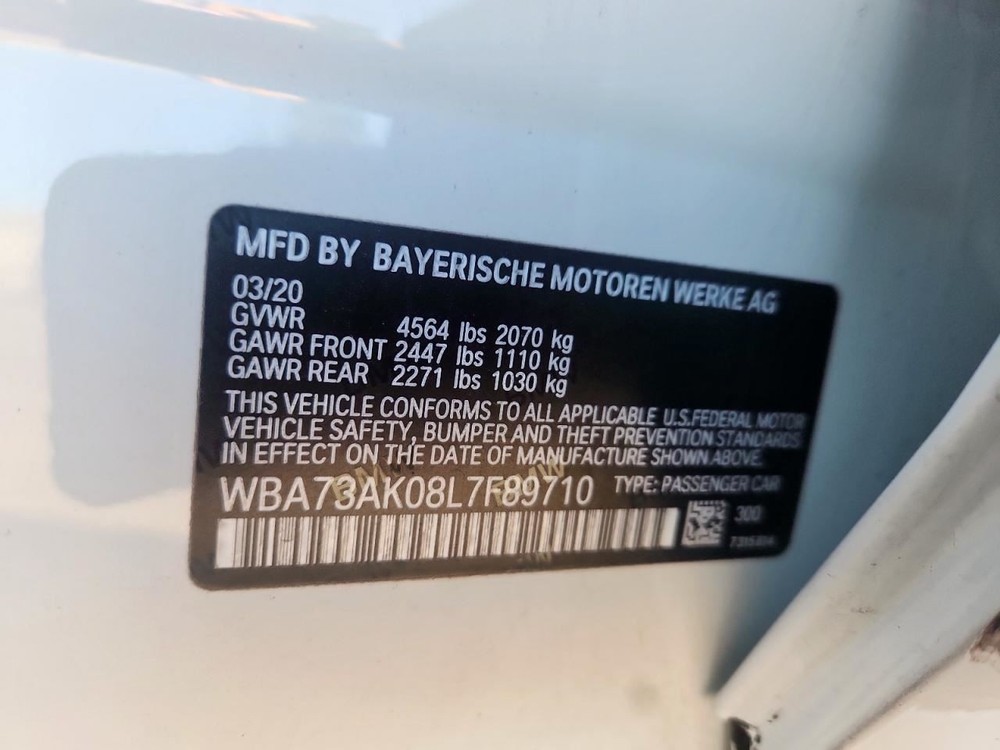 MFD BY BAYERISCHE MOTOREN WERKE AG
03/20
GVWR 4564 lbs 2070 kg
GAWR FRONT 2447 lbs 1110 kg
GAWR REAR 2271 lbs 1030 kg
THIS VEHICLE CONFORMS TO ALL APPLICABLE U.S.FEDERAL MOTOR
VEHICLE SAFETY, BUMPER AND THEFT PREVENTION STANDARDS
IN EFFECT ON THE DATE OF MANUFACTURE SHOWN ABOVE.
WBA73AK08L7F89710 TYPE: PASSENGER CAR
300